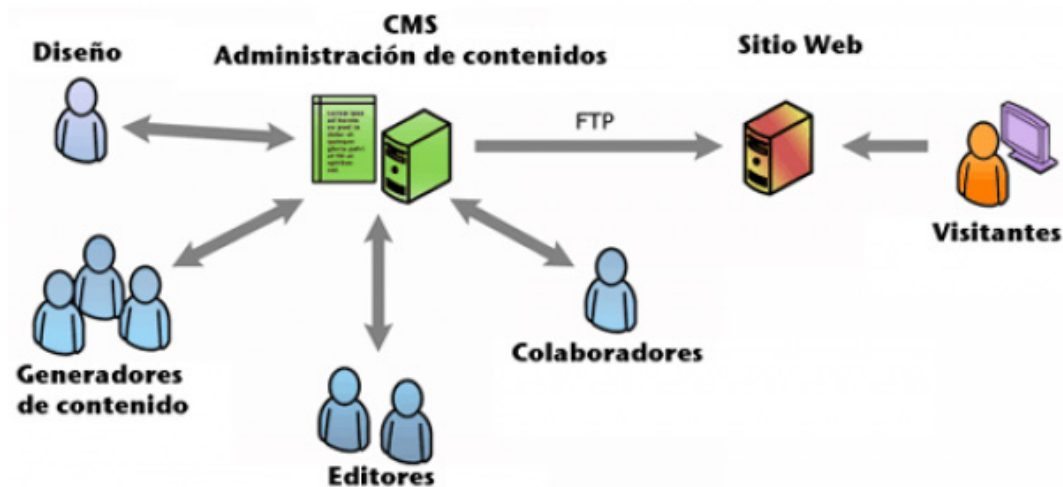 CMS
Administración de contenidos
Diseño
Sitio Web
FTP
Visitantes
Generadores
de contenido
Colaboradores
Editores